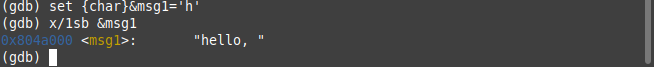 (gdb) set {char}&msg1='h'
(gdb) x/1sb &msg1
0x804a000 <msg1>:        "hello, "
(gdb)